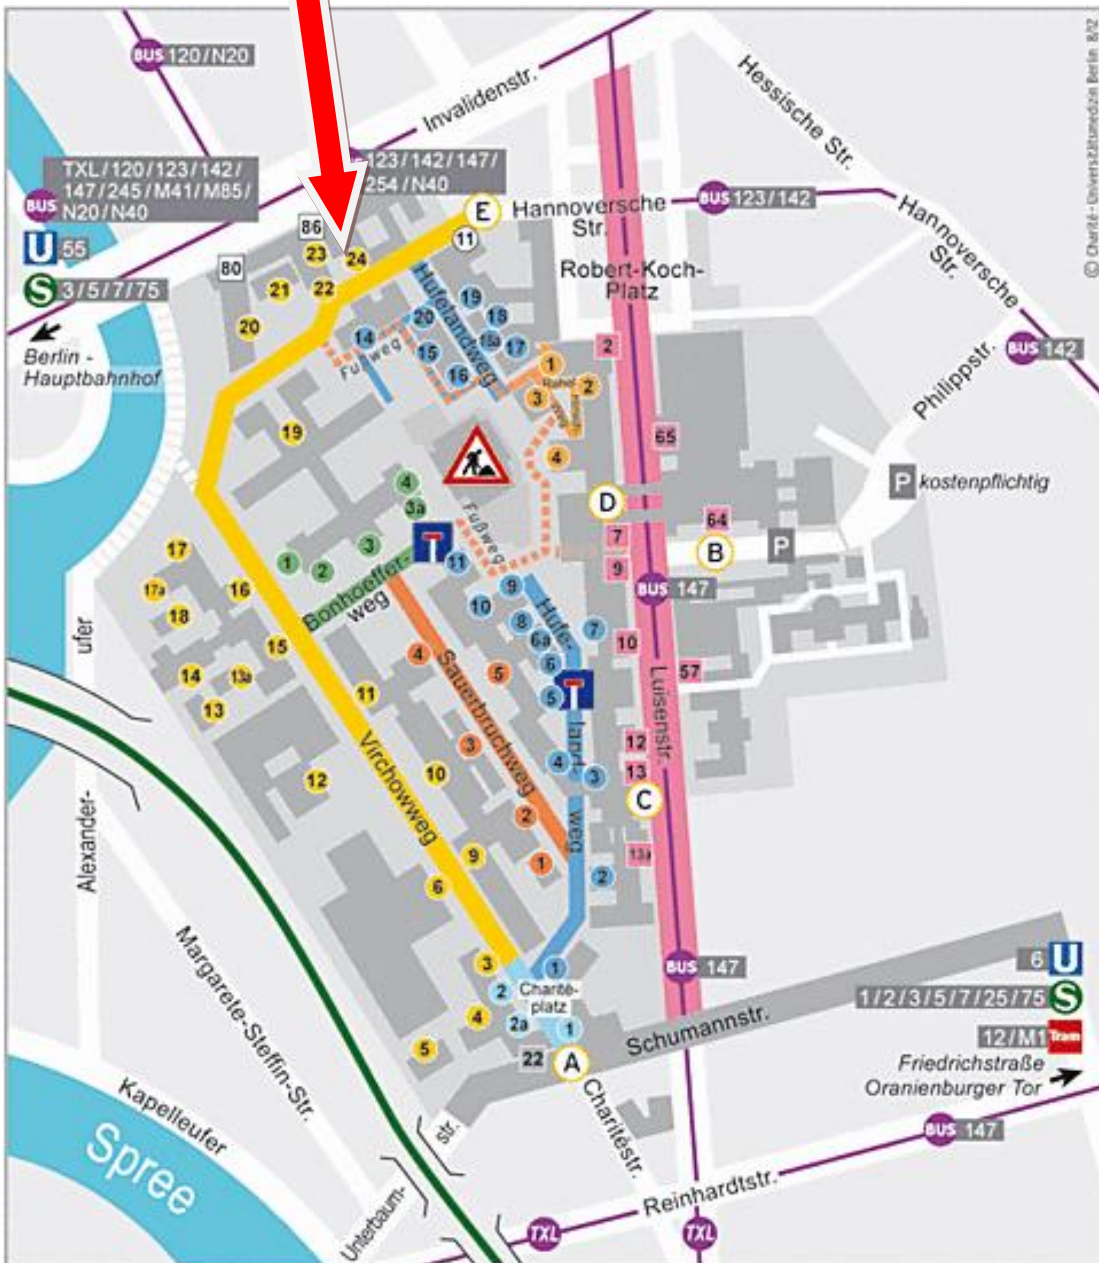 BUS 120/N20
Invalidenstr.
Hessische Str.
© Charité - Universitätsmedizin Berlin 8/12
TXL/120/123/142/
147/245/M41/M85/
BUS N20/N40
U 55
S 3/5/7/75
Berlin -
Hauptbahnhof
123/142/147/
254/N40
E
11
Hannoversche
Str.
BUS 123/142
Hannoversche
Str.
Robert-Koch-
Platz
86
80
23
24
21
22
20
Hufelandweg
19
18
20
16a
17
14
15
16
Fußweg
1
2
3
Rahel
4
2
BUS 142
Philippstr.
65
P kostenpflichtig
19
4
3a
Fußweg
D
64
B
P
7
9
BUS 147
17
17a
18
16
1
2
3
11
Bonhoeffer-
weg
9
10
8
6a
7
6
5
Hufe-
land-
weg
10
57
ufer
15
14
13a
13
11
4
5
Sauerbruchweg
3
2
1
Luisenstr.
12
13
C
13a
12
10
Virchowweg
4
3
2
9
6
Alexander-
3
1
2
Charité-
platz
4
2a
1
5
22
A
BUS 147
Schumannstr.
6 U
1/2/3/5/7/25/75 S
12/M1 Tram
Friedrichstraße
Oranienburger Tor
Margarete-Steffin-Str.
Kapelleufer
Spree
str.
Charitéstr.
BUS 147
Reinhardtstr.
Unterbaum-
TXL
TXL